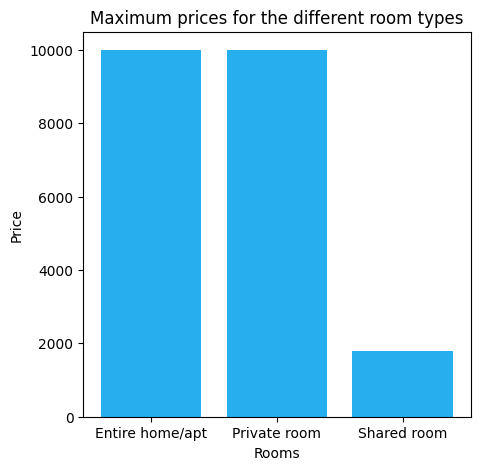 Maximum prices for the different room types
10000
8000
6000
4000
2000
0
Price
Entire home/apt Private room Shared room
Rooms